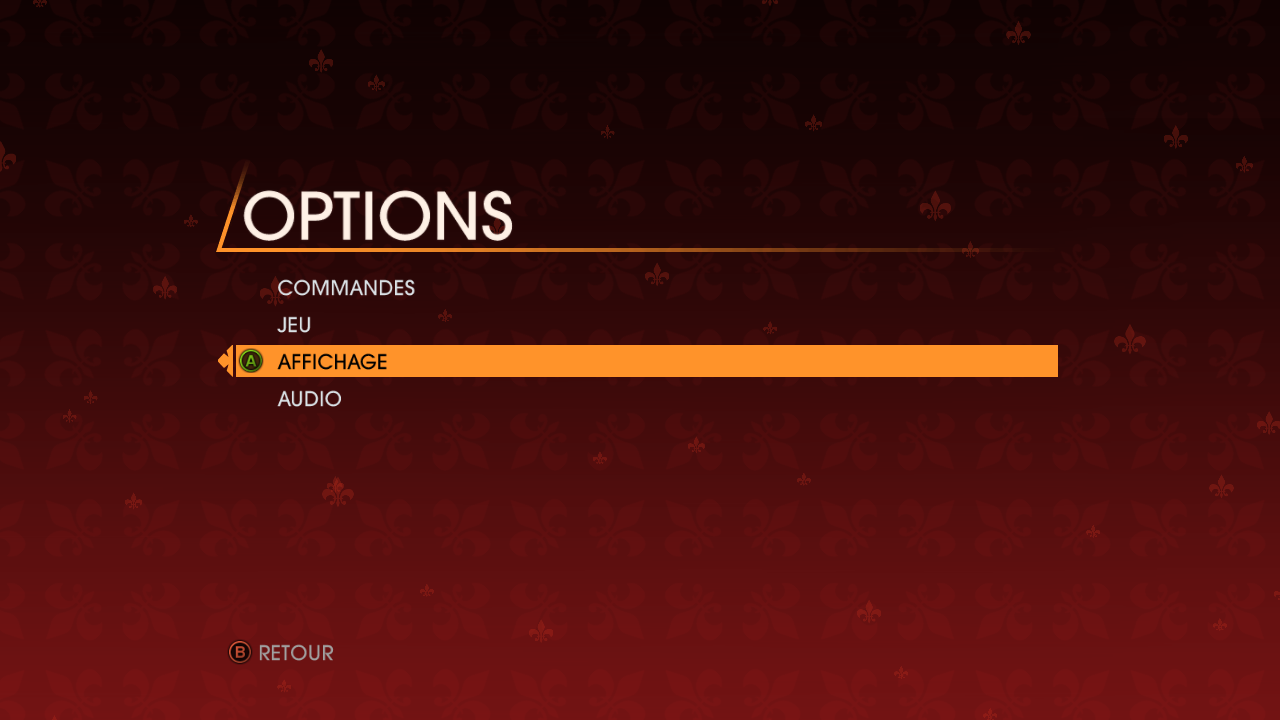 OPTIONS
COMMANDES
JEU
A AFFICHAGE
AUDIO
B RETOUR